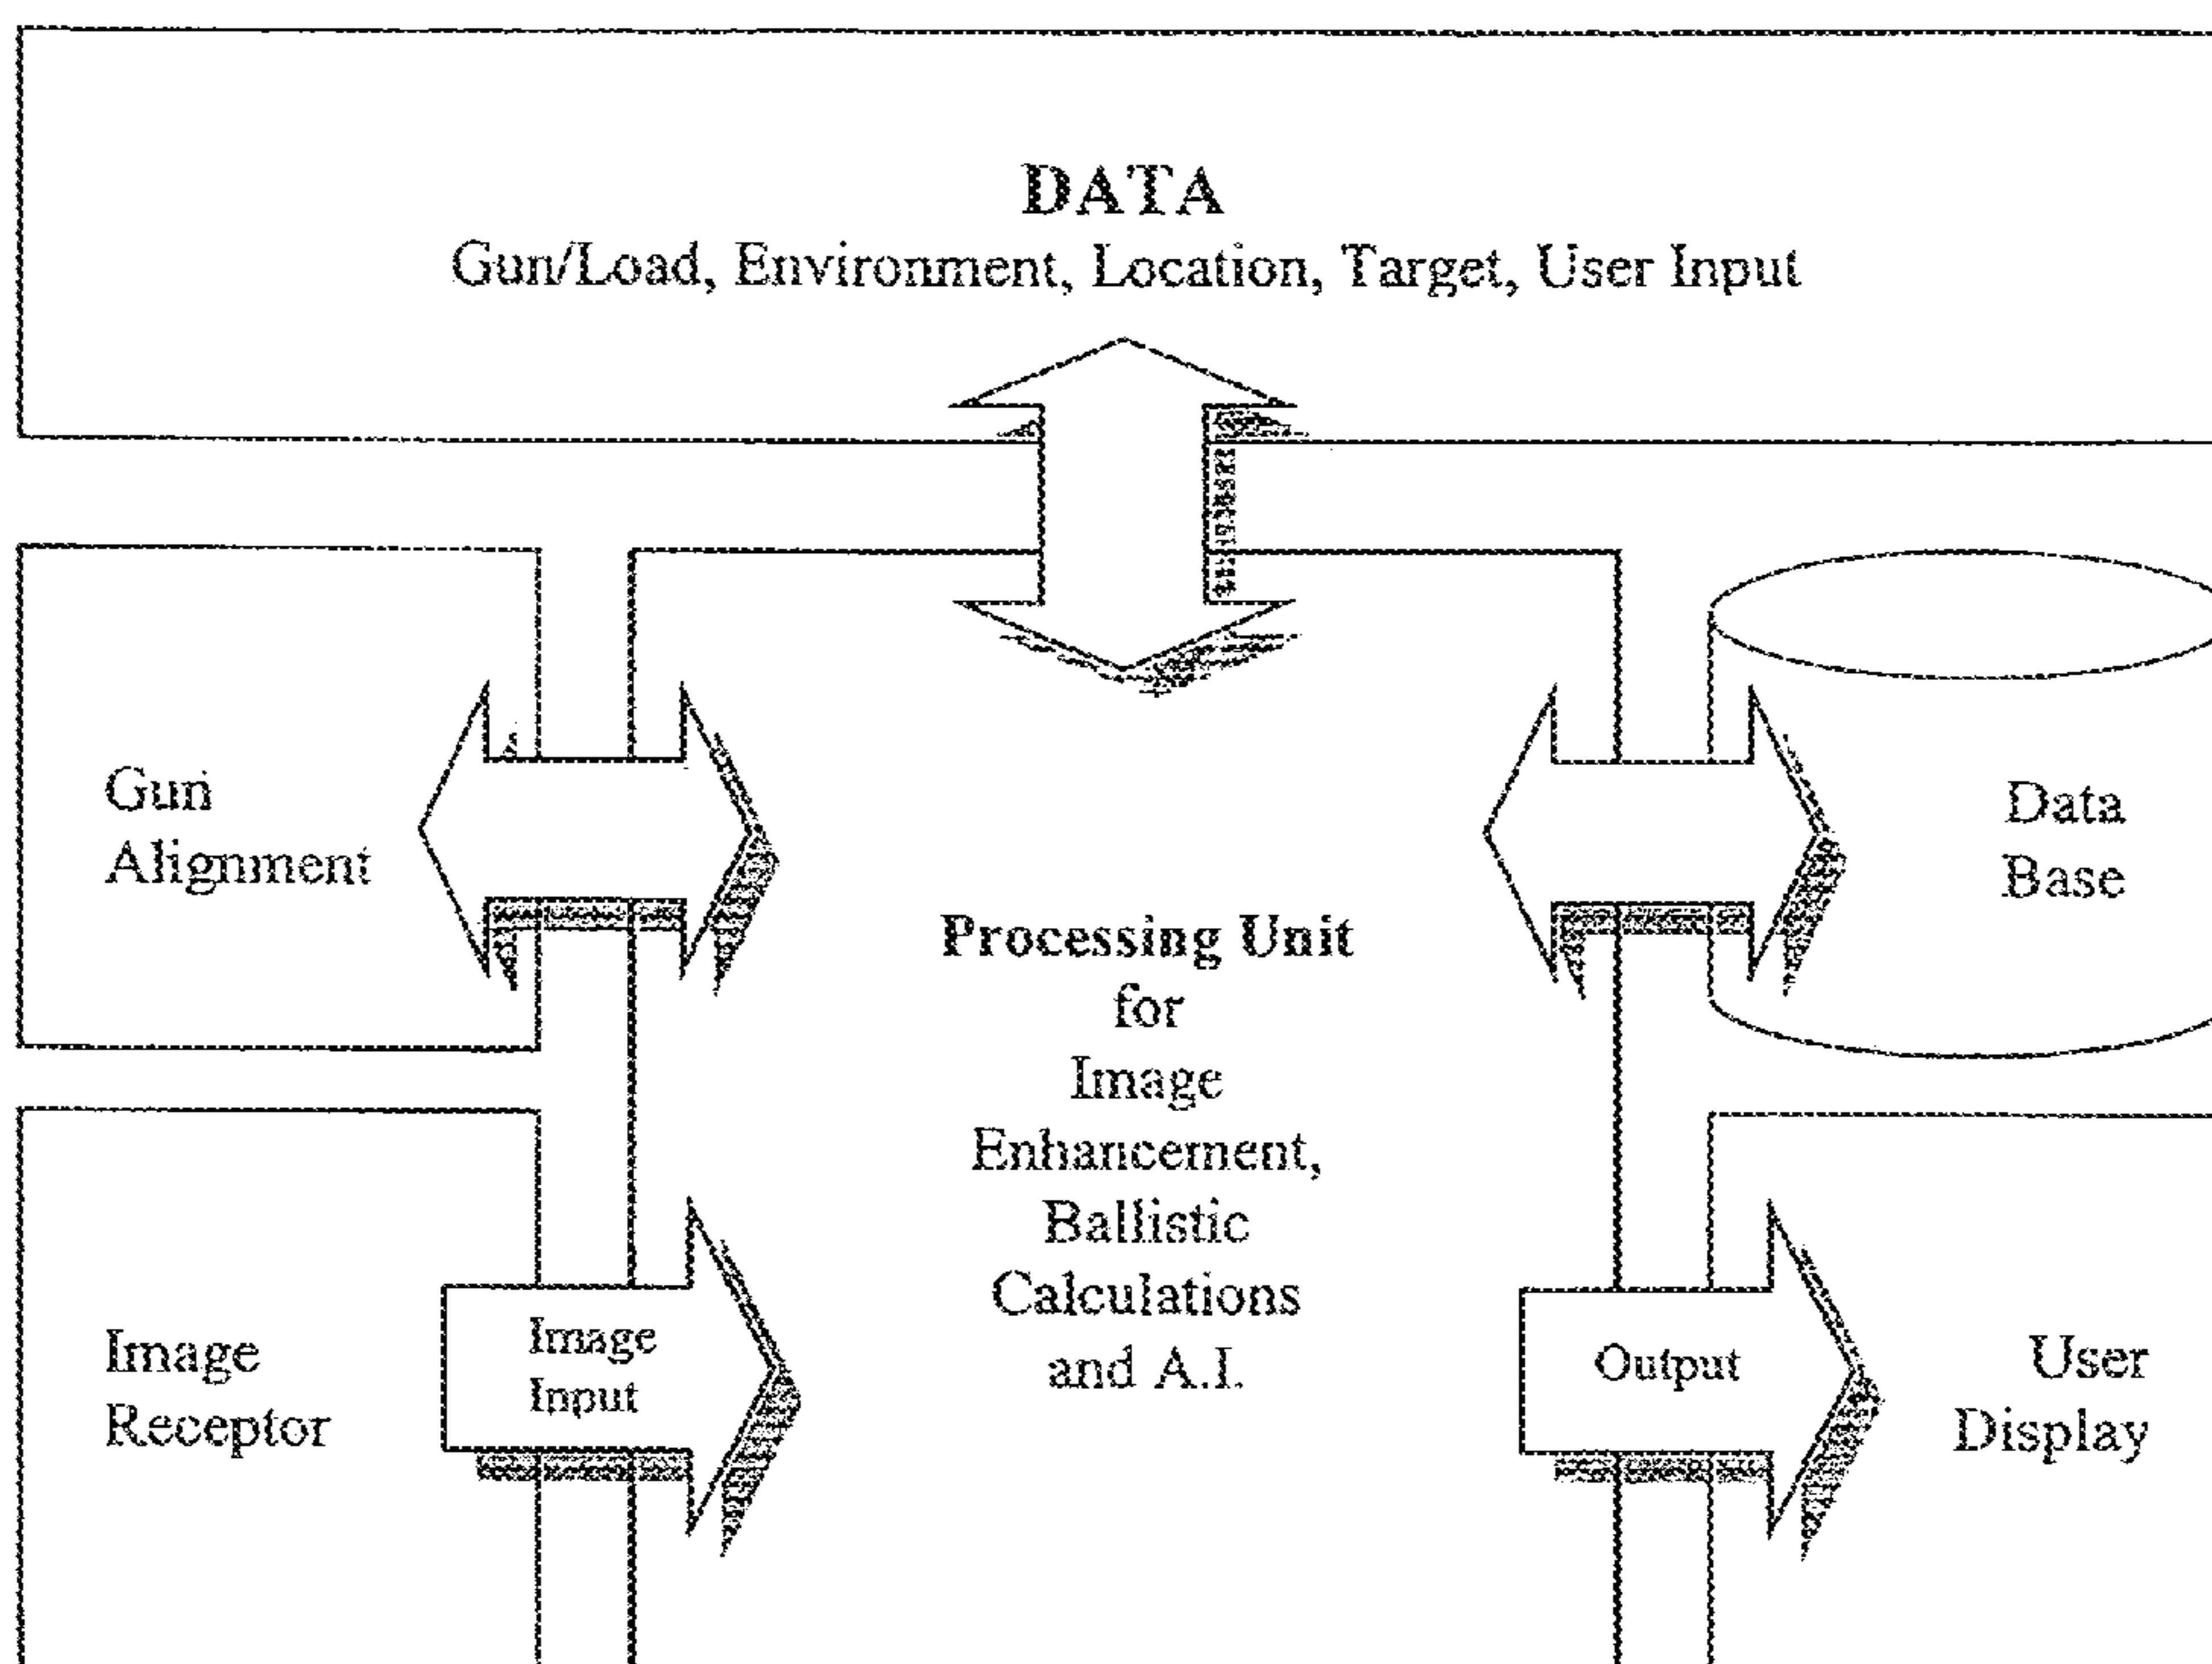 DATA
Gun/Load, Environment, Location, Target, User Input
Gun
Alignment
Data
Base
Processing Unit
for
Image
Enhancement,
Ballistic
Calculations
and A.I.
Image
Receptor
Image
Input
Output
User
Display